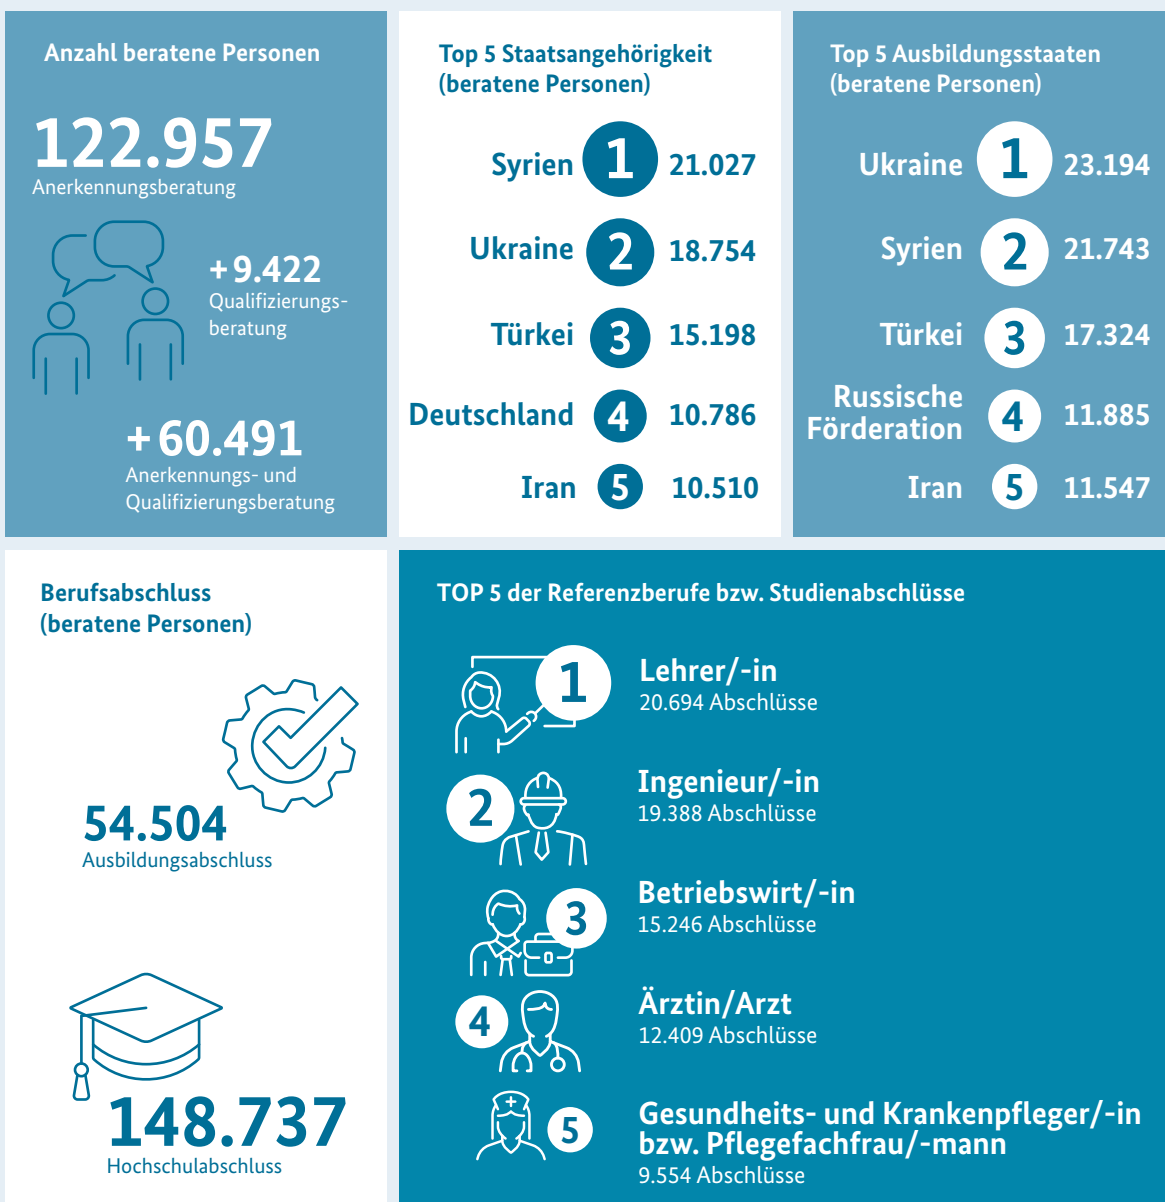 Anzahl beratene Personen
122.957
Anerkennungsberatung
+9.422
Qualifizierungs-
beratung
+60.491
Anerkennungs- und
Qualifizierungsberatung
Top 5 Staatsangehörigkeit
(beratene Personen)
Syrien 1 21.027
Ukraine 2 18.754
Türkei 3 15.198
Deutschland 4 10.786
Iran 5 10.510
Top 5 Ausbildungsstaaten
(beratene Personen)
Ukraine 1 23.194
Syrien 2 21.743
Türkei 3 17.324
Russische
Förderation 4 11.885
Iran 5 11.547
Berufsabschluss
(beratene Personen)
54.504
Ausbildungsabschluss
148.737
Hochschulabschluss
TOP 5 der Referenzberufe bzw. Studienabschlüsse
1 Lehrer/-in
20.694 Abschlüsse
2 Ingenieur/-in
19.388 Abschlüsse
3 Betriebswirt/-in
15.246 Abschlüsse
4 Ärztin/Arzt
12.409 Abschlüsse
5 Gesundheits- und Krankenpfleger/-in
bzw. Pflegefachfrau/-mann
9.554 Abschlüsse